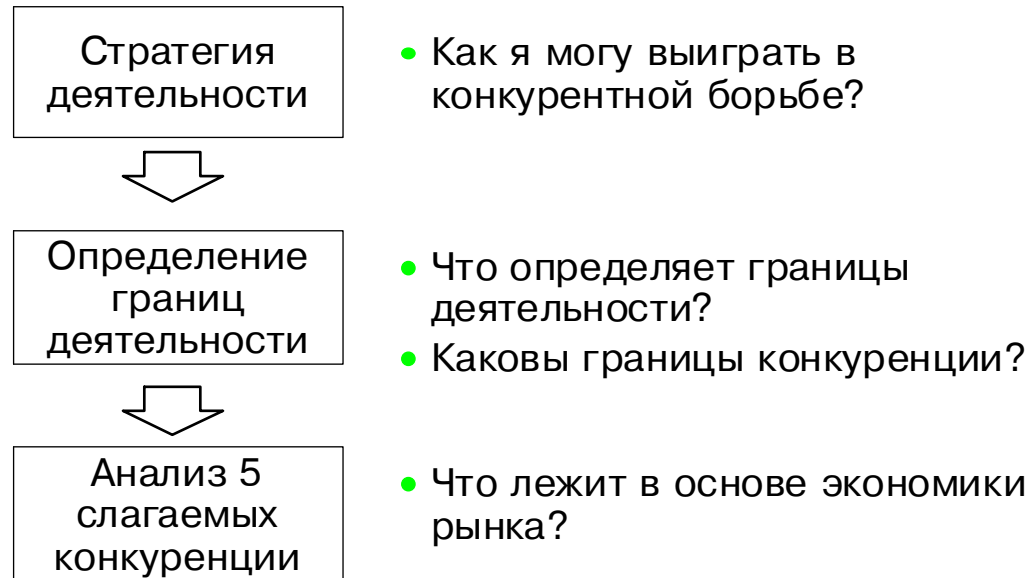 Стратегия
деятельности
• Как я могу выиграть в
конкурентной борьбе?
Определение
границ
деятельности
• Что определяет границы
деятельности?
• Каковы границы конкуренции?
Анализ 5
слагаемых
конкуренции
• Что лежит в основе экономики
рынка?